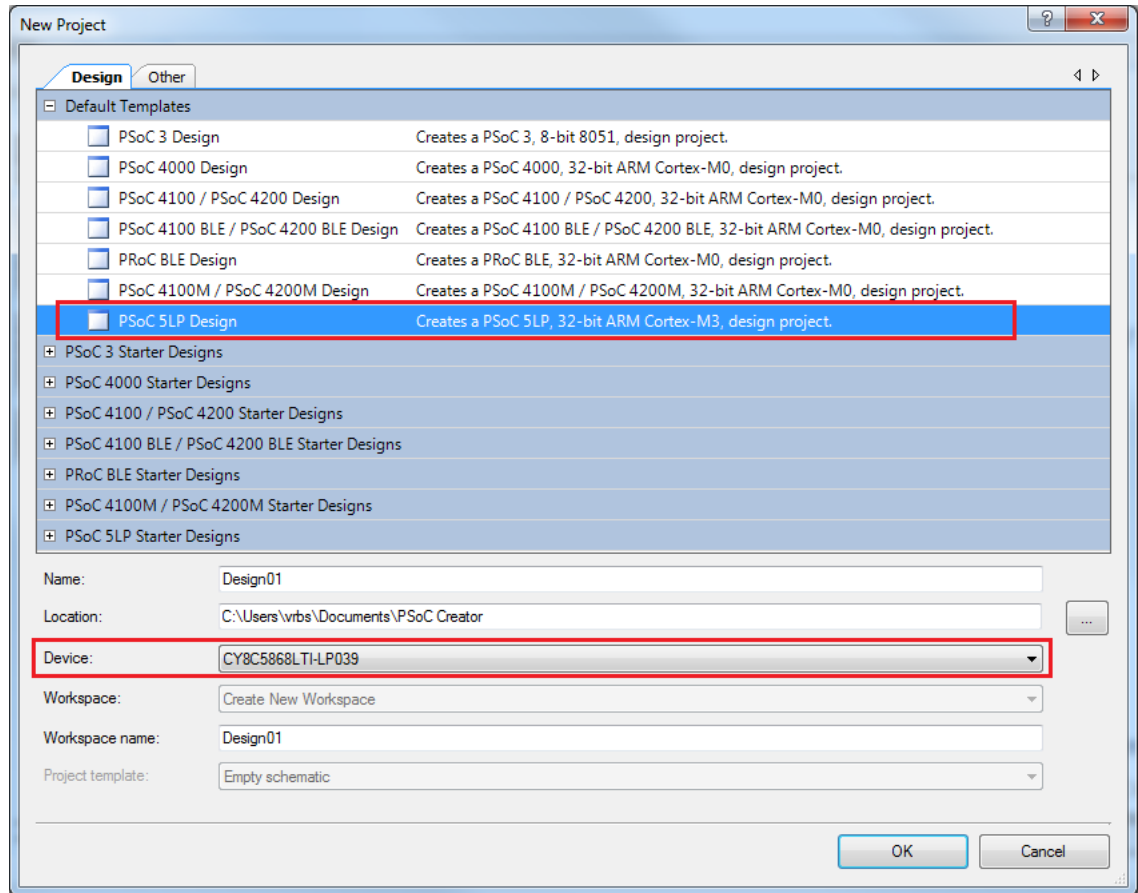 New Project
Design Other
Default Templates
PSoC 3 Design Creates a PSoC 3, 8-bit 8051, design project.
PSoC 4000 Design Creates a PSoC 4000, 32-bit ARM Cortex-M0, design project.
PSoC 4100 / PSoC 4200 Design Creates a PSoC 4100 / PSoC 4200, 32-bit ARM Cortex-M0, design project.
PSoC 4100 BLE / PSoC 4200 BLE Design Creates a PSoC 4100 BLE / PSoC 4200 BLE, 32-bit ARM Cortex-M0, design project.
PRoC BLE Design Creates a PRoC BLE, 32-bit ARM Cortex-M0, design project.
PSoC 4100M / PSoC 4200M Design Creates a PSoC 4100M / PSoC 4200M, 32-bit ARM Cortex-M0, design project.
PSoC 5LP Design Creates a PSoC 5LP, 32-bit ARM Cortex-M3, design project.
PSoC 3 Starter Designs
PSoC 4000 Starter Designs
PSoC 4100 / PSoC 4200 Starter Designs
PSoC 4100 BLE / PSoC 4200 BLE Starter Designs
PRoC BLE Starter Designs
PSoC 4100M / PSoC 4200M Starter Designs
PSoC 5LP Starter Designs
Name: Design01
Location: C:\Users\vrbs\Documents\PSoC Creator ...
Device: CY8C5868LTI-LP039
Workspace: Create New Workspace
Workspace name: Design01
Project template: Empty schematic
OK Cancel